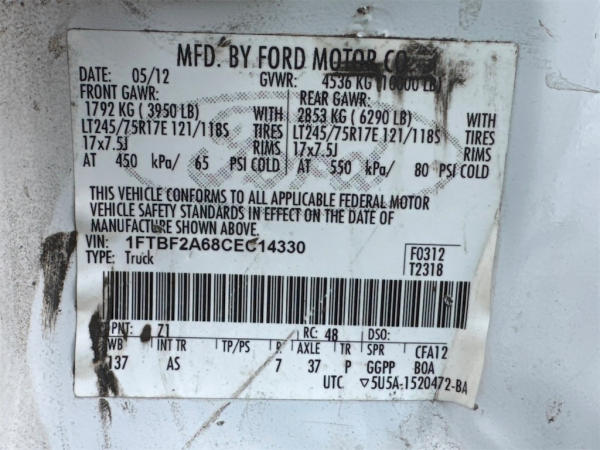 MFD. BY FORD MOTOR CO.
DATE: 05/12 GVWR: 4536 KG (10000 LB)
FRONT GAWR: REAR GAWR:
1792 KG ( 3950 LB) WITH 2853 KG ( 6290 LB) WITH
LT245/75R17E 121/118S TIRES LT245/75R17E 121/118S TIRES
17x7.5J RIMS 17x7.5J RIMS
AT 450 kPa/ 65 PSI COLD AT 550 kPa/ 80 PSI COLD
THIS VEHICLE CONFORMS TO ALL APPLICABLE FEDERAL MOTOR
VEHICLE SAFETY STANDARDS IN EFFECT ON THE DATE OF
MANUFACTURE SHOWN ABOVE.
VIN: 1FTBF2A68CEC14330 F0312
TYPE: Truck T2318
PNT: Z1 RC: 48 DSO:
WB INT TR TP/PS R AXLE TR SPR CFA12
137 AS 7 37 P GGPP BOA
UTC ▽5U5A-1520472-BA